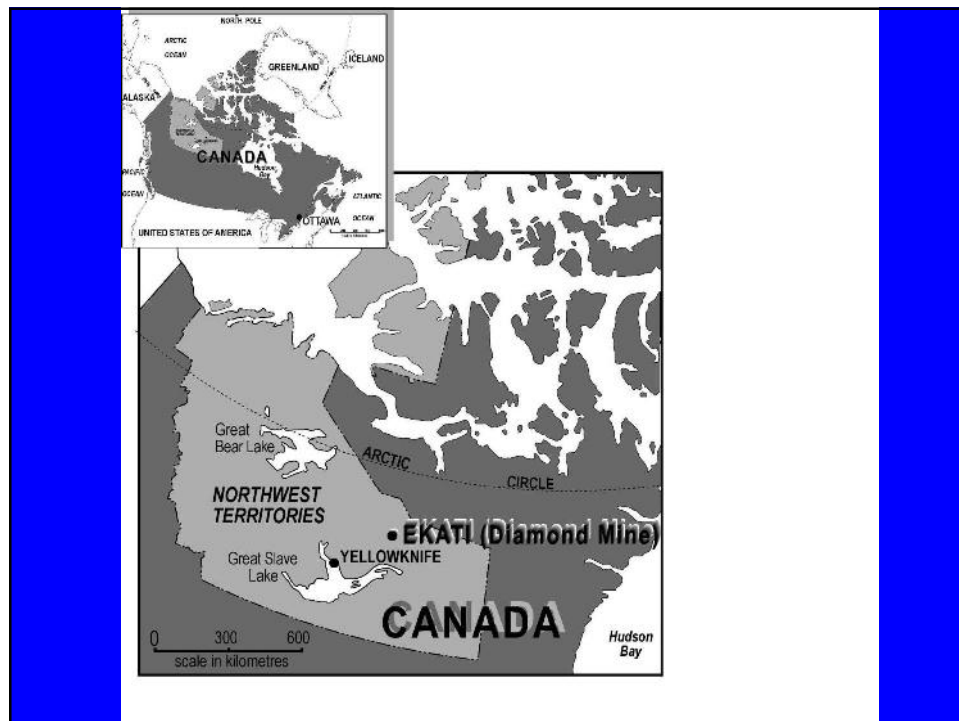 NORTH POLE
ARCTIC
OCEAN
ICELAND
GREENLAND
ALASKA
CANADA
Hudson
Bay
PACIFIC
OCEAN
ATLANTIC
OCEAN
OTTAWA
UNITED STATES OF AMERICA
Great
Bear Lake
ARCTIC
CIRCLE
NORTHWEST
TERRITORIES
EKATI (Diamond Mine)
YELLOWKNIFE
Great Slave
Lake
CANADA
0 300 600
scale in kilometres
Hudson
Bay